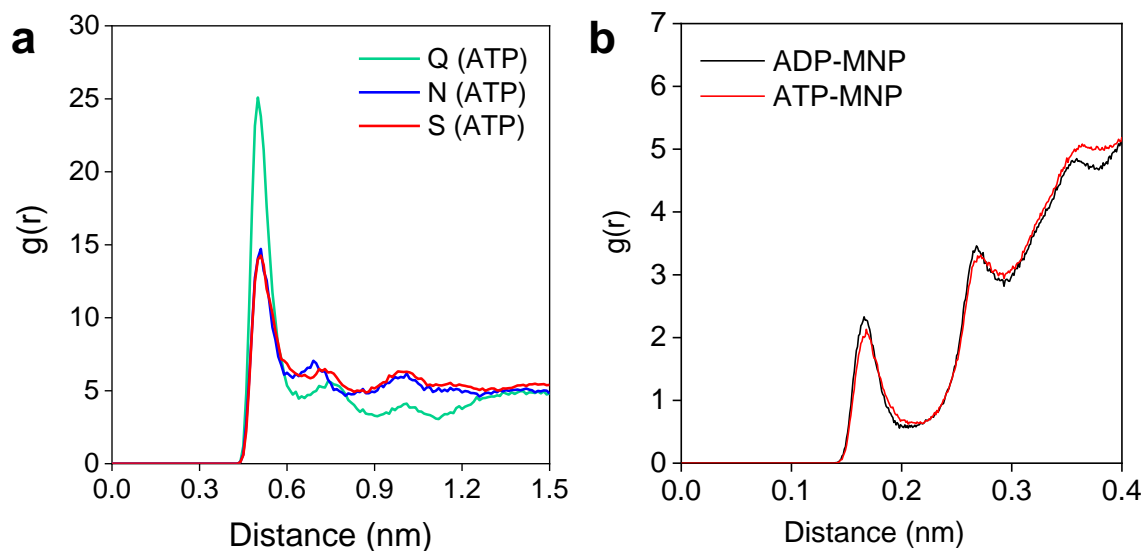 a
30
25
20
15
10
5
0
g(r)
Q (ATP)
N (ATP)
S (ATP)
0.0 0.3 0.6 0.9 1.2 1.5
Distance (nm)
b
7
6
5
4
3
2
1
0
g(r)
ADP-MNP
ATP-MNP
0.0 0.1 0.2 0.3 0.4
Distance (nm)